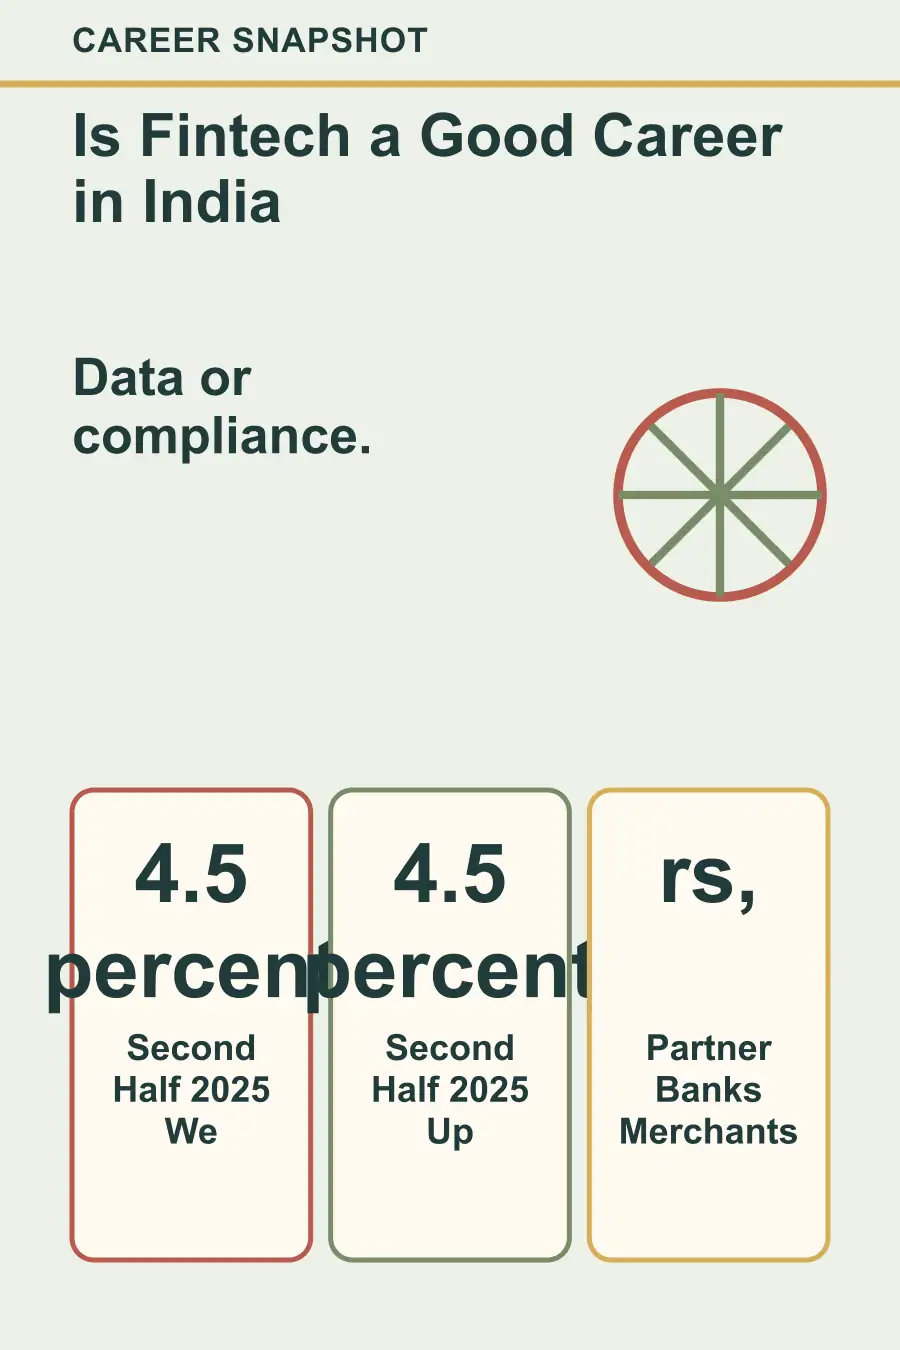 CAREER SNAPSHOT
Is Fintech a Good Career
in India
Data or
compliance.
4.5
percent
Second
Half 2025
We
4.5
percent
Second
Half 2025
Up
rs,
Partner
Banks
Merchants